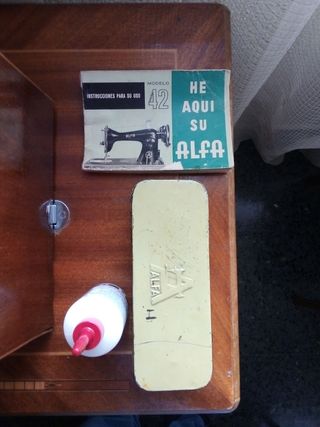 INSTRUCCIONES PARA SU USO
MODELO
42
HE
AQUI
SU
ALFA
ALFA
H